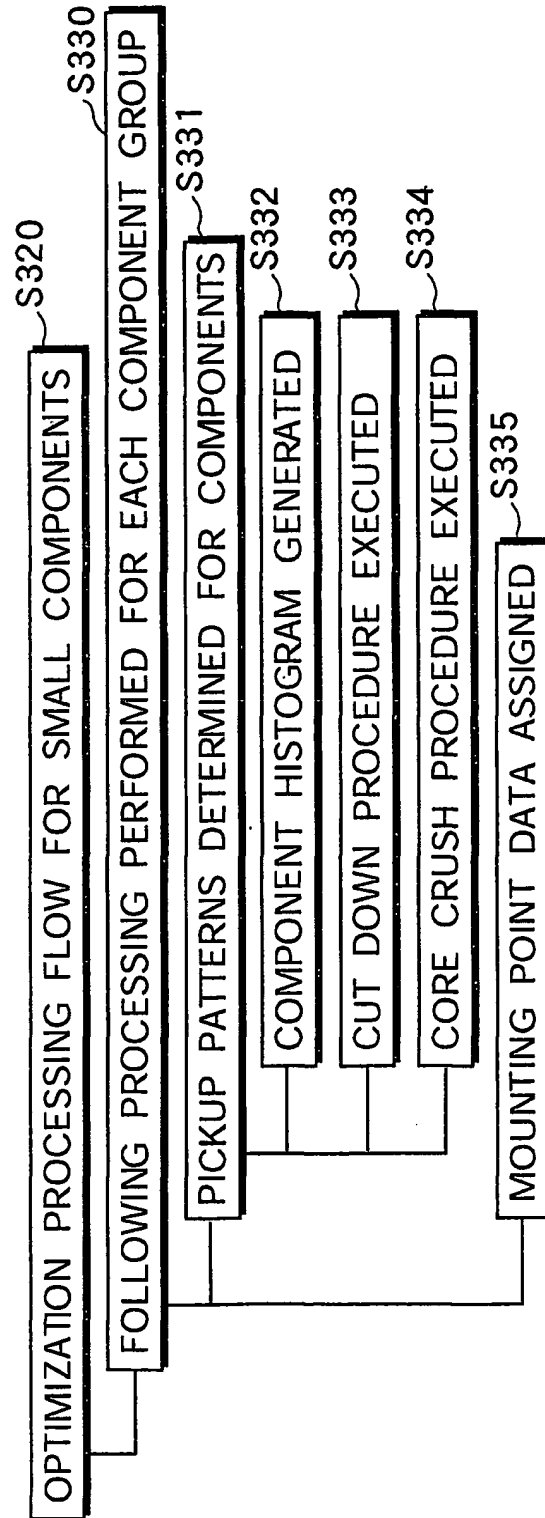 OPTIMIZATION PROCESSING FLOW FOR SMALL COMPONENTS S320
FOLLOWING PROCESSING PERFORMED FOR EACH COMPONENT GROUP S330
PICKUP PATTERNS DETERMINED FOR COMPONENTS S331
COMPONENT HISTOGRAM GENERATED S332
CUT DOWN PROCEDURE EXECUTED S333
CORE CRUSH PROCEDURE EXECUTED S334
MOUNTING POINT DATA ASSIGNED S335